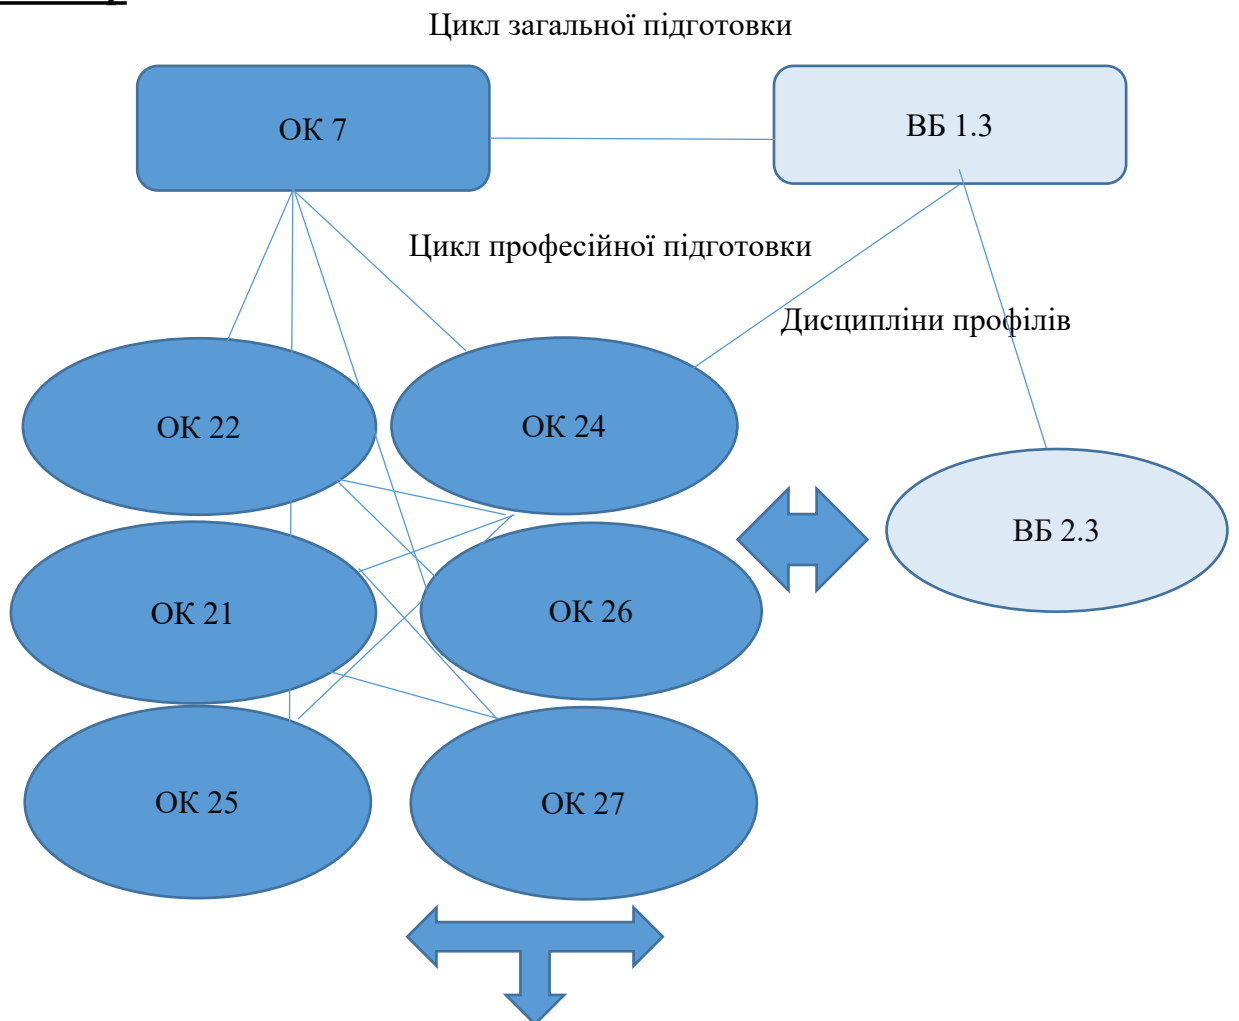 Цикл загальної підготовки
ОК 7
ВБ 1.3
Цикл професійної підготовки
Дисципліни профілів
ОК 22
ОК 24
ВБ 2.3
ОК 21
ОК 26
ОК 25
ОК 27